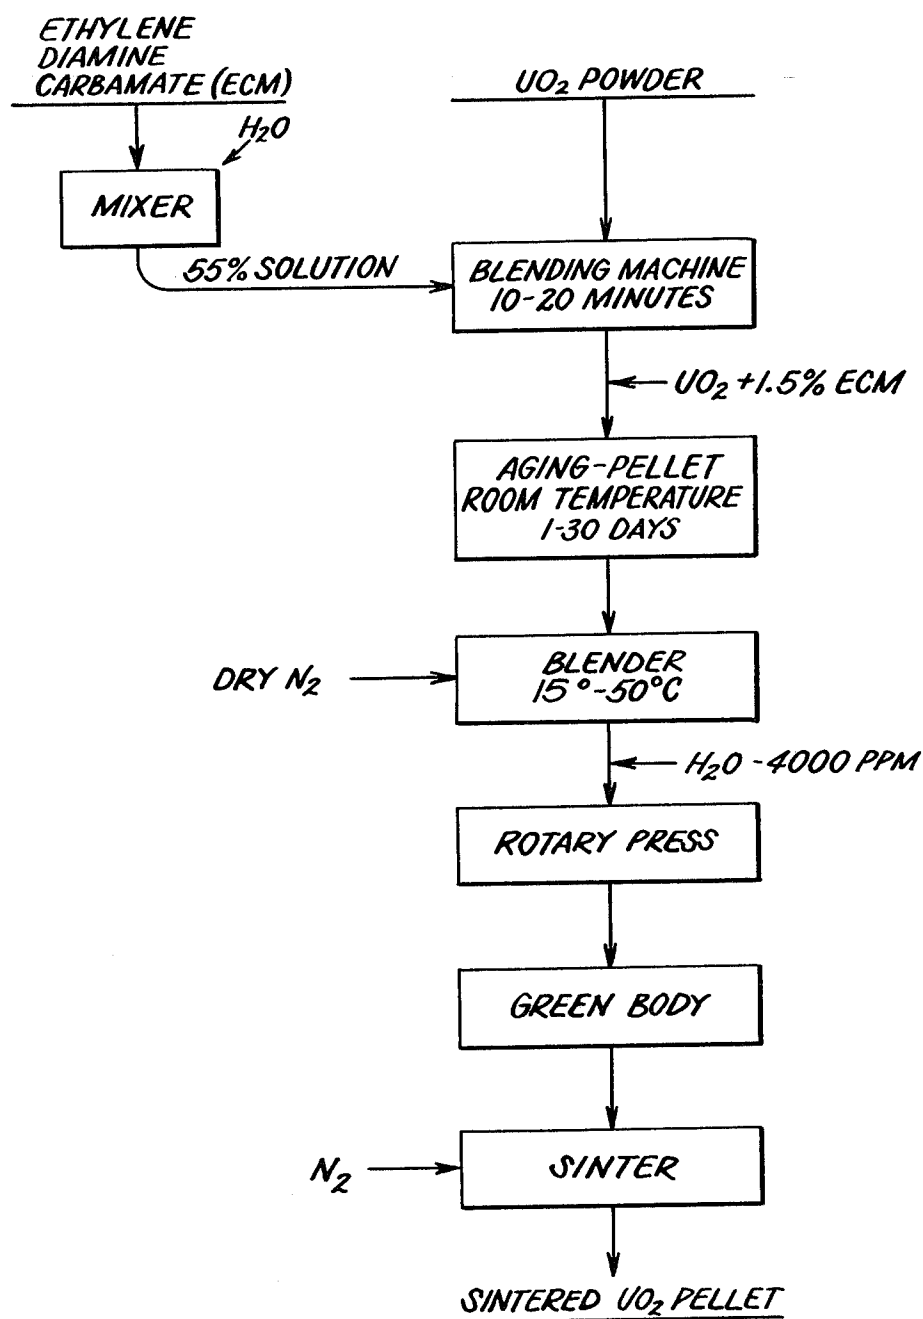 ETHYLENE
DIAMINE
CARBAMATE (ECM)
UO₂ POWDER
H₂O
MIXER
55% SOLUTION
BLENDING MACHINE
10-20 MINUTES
UO₂ +1.5% ECM
AGING-PELLET
ROOM TEMPERATURE
1-30 DAYS
DRY N₂
BLENDER
15°-50°C
H₂O - 4000 PPM
ROTARY PRESS
GREEN BODY
N₂
SINTER
SINTERED UO₂ PELLET